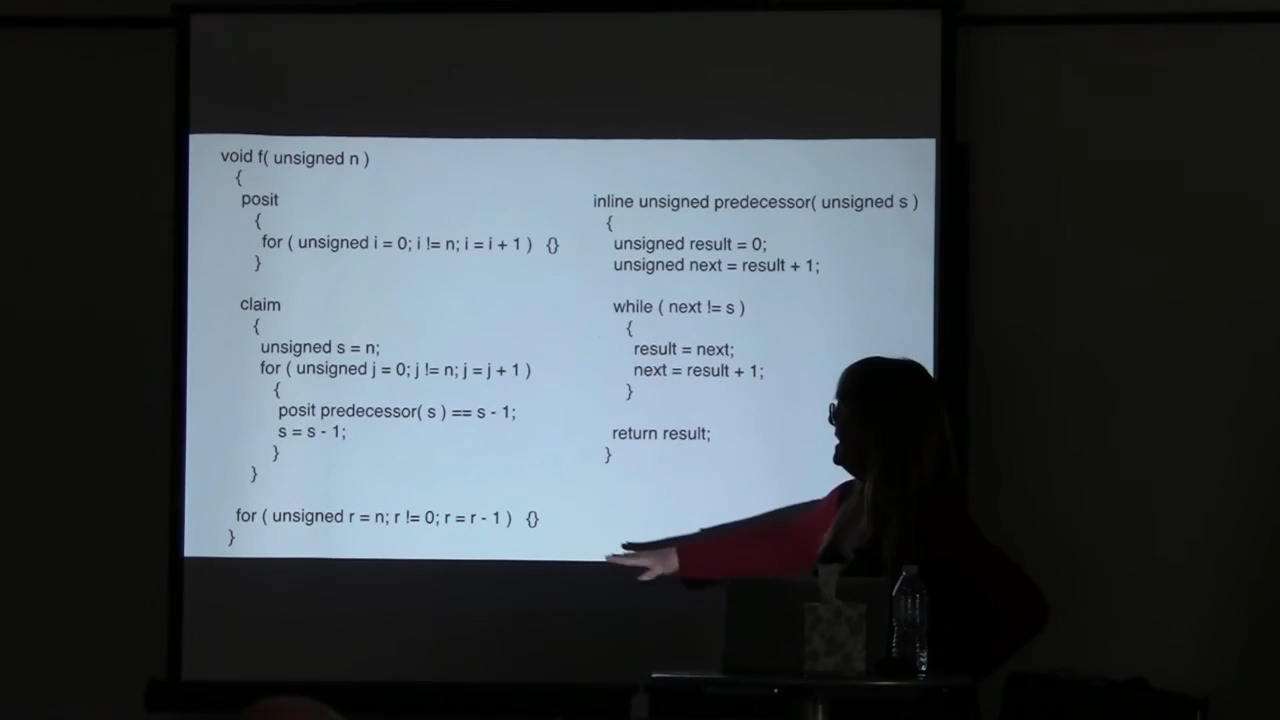 void f( unsigned n )
{
posit
{
for ( unsigned i = 0; i != n; i = i + 1 ) {}
}
claim
{
unsigned s = n;
for ( unsigned j = 0; j != n; j = j + 1 )
{
posit predecessor( s ) == s - 1;
s = s - 1;
}
}
for ( unsigned r = n; r != 0; r = r - 1 ) {}
}
inline unsigned predecessor( unsigned s )
{
unsigned result = 0;
unsigned next = result + 1;
while ( next != s )
{
result = next;
next = result + 1;
}
return result;
}